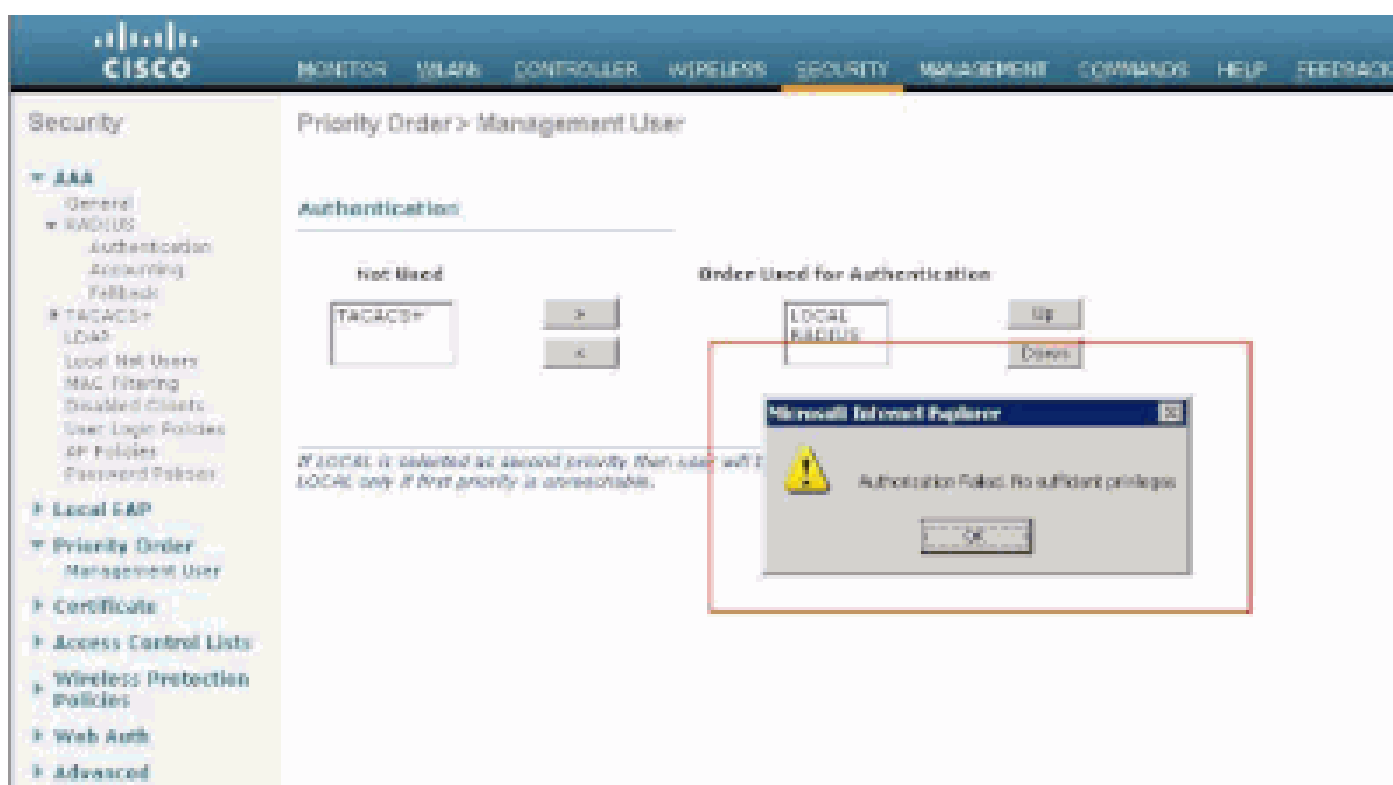 CISCO
MONITOR WLANs CONTROLLER WIRELESS SECURITY MANAGEMENT COMMANDS HELP FEEDBACK
Security
AAA
General
RADIUS
Authentication
Accounting
Fallback
TACACS+
LDAP
Local Net Users
MAC Filtering
Disabled Clients
User Login Policies
AP Policies
Password Policies
Local EAP
Priority Order
Management User
Certificate
Access Control Lists
Wireless Protection
Policies
Web Auth
Advanced
Priority Order > Management User
Authentication
Not Used
Order Used for Authentication
TACACS+
>
<
LOCAL
RADIUS
Up
Down
If LOCAL is selected as second priority then user will
LOCAL only if first priority is unreachable.
Microsoft Internet Explorer
Authorization Failed. No sufficient privileges
OK